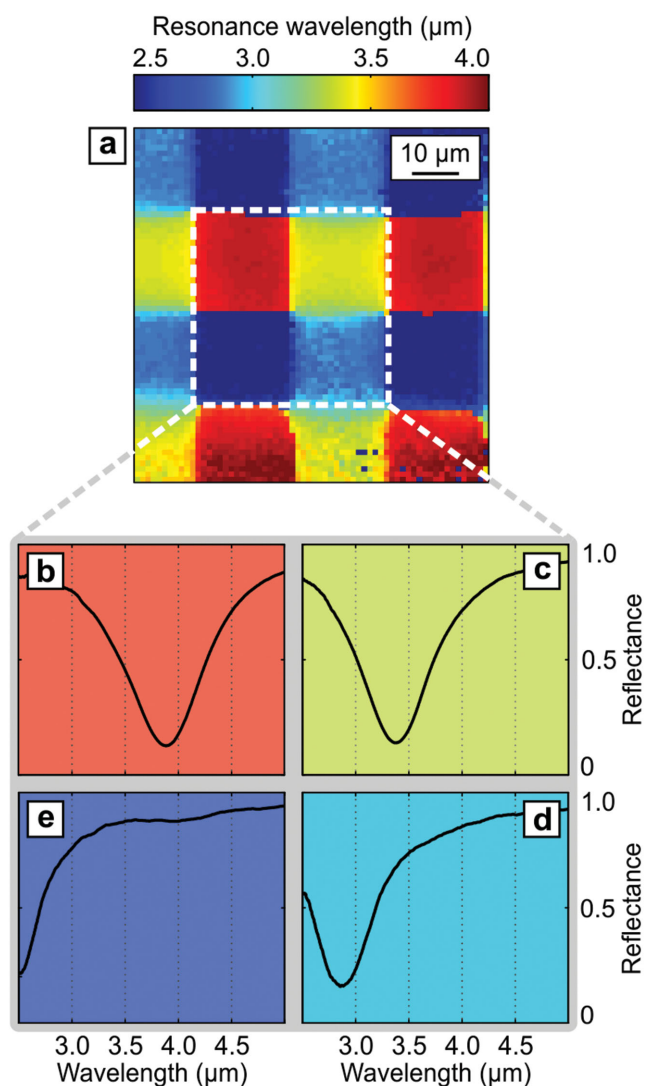 Resonance wavelength (µm)
2.5 3.0 3.5 4.0
a
10 µm
b
c
1.0
0.5
0
Reflectance
e
d
1.0
0.5
0
Reflectance
3.0 3.5 4.0 4.5
3.0 3.5 4.0 4.5
Wavelength (µm)
Wavelength (µm)